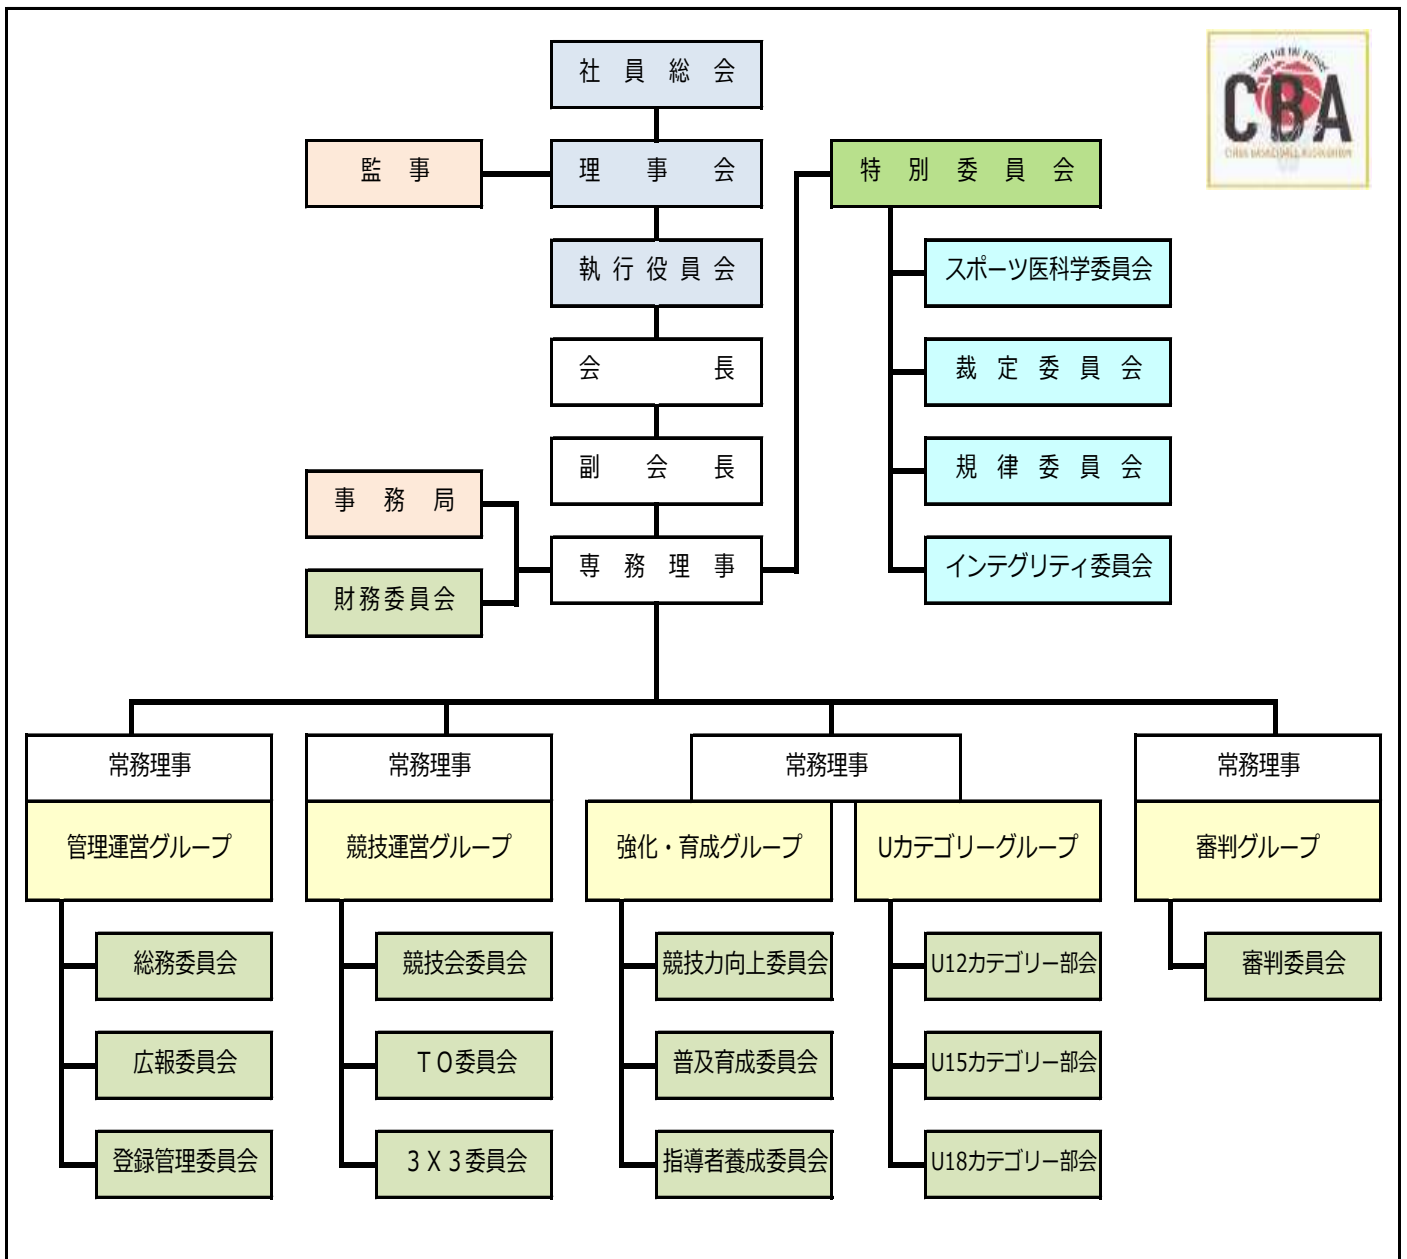 社員総会
CBA
監事
理事会
特別委員会
執行役員会
スポーツ医科学委員会
会長
裁定委員会
副会長
規律委員会
事務局
専務理事
インテグリティ委員会
財務委員会
常務理事
常務理事
常務理事
常務理事
管理運営グループ
競技運営グループ
強化・育成グループ
Uカテゴリーグループ
審判グループ
総務委員会
競技会委員会
競技力向上委員会
U12カテゴリー部会
審判委員会
広報委員会
TO委員会
普及育成委員会
U15カテゴリー部会
登録管理委員会
3X3委員会
指導者養成委員会
U18カテゴリー部会